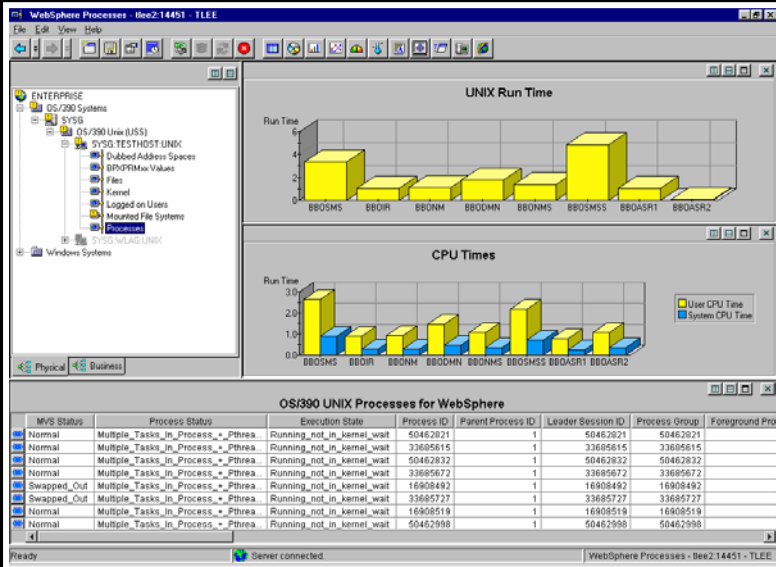 WebSphere Processes - tlee2:14451 - TLEE
File Edit View Help
ENTERPRISE
OS/390 Systems
SYSG
OS/390 Unix (USS)
SYSG:TESTHOST:UNIX
Dubbed Address Spaces
BPXPRMxx Values
Files
Kernel
Logged on Users
Mounted File Systems
Processes
SYSG:WLAG:UNIX
Windows Systems
Physical Business
UNIX Run Time
Run Time
6
4
2
0
BBOSMS BBOIR BBONM BBODMN BBONMS BBOSMSS BBOASR1 BBOASR2
CPU Times
Run Time
3.0
2.0
1.0
0.0
BBOSMS BBOIR BBONM BBODMN BBONMS BBOSMSS BBOASR1 BBOASR2
User CPU Time
System CPU Time
OS/390 UNIX Processes for WebSphere
MVS Status Process Status Execution State Process ID Parent Process ID Leader Session ID Process Group Foreground Pro
Normal Multiple_Tasks_In_Process_+_Pthrea... Running_not_in_kernel_wait 50462821 1 50462821 50462821
Normal Multiple_Tasks_In_Process_+_Pthrea... Running_not_in_kernel_wait 33685615 1 33685615 33685615
Normal Multiple_Tasks_In_Process_+_Pthrea... Running_not_in_kernel_wait 50462832 1 50462832 50462832
Normal Multiple_Tasks_In_Process_+_Pthrea... Running_not_in_kernel_wait 33685672 1 33685672 33685672
Swapped_Out Multiple_Tasks_In_Process_+_Pthrea... Running_not_in_kernel_wait 16908492 1 16908492 16908492
Swapped_Out Multiple_Tasks_In_Process_+_Pthrea... Running_not_in_kernel_wait 33685727 1 33685727 33685727
Normal Multiple_Tasks_In_Process_+_Pthrea... Running_not_in_kernel_wait 16908519 1 16908519 16908519
Normal Multiple_Tasks_In_Process_+_Pthrea... Running_not_in_kernel_wait 50462998 1 50462998 50462998
Ready Server connected. WebSphere Processes - tlee2:14451 - TLEE